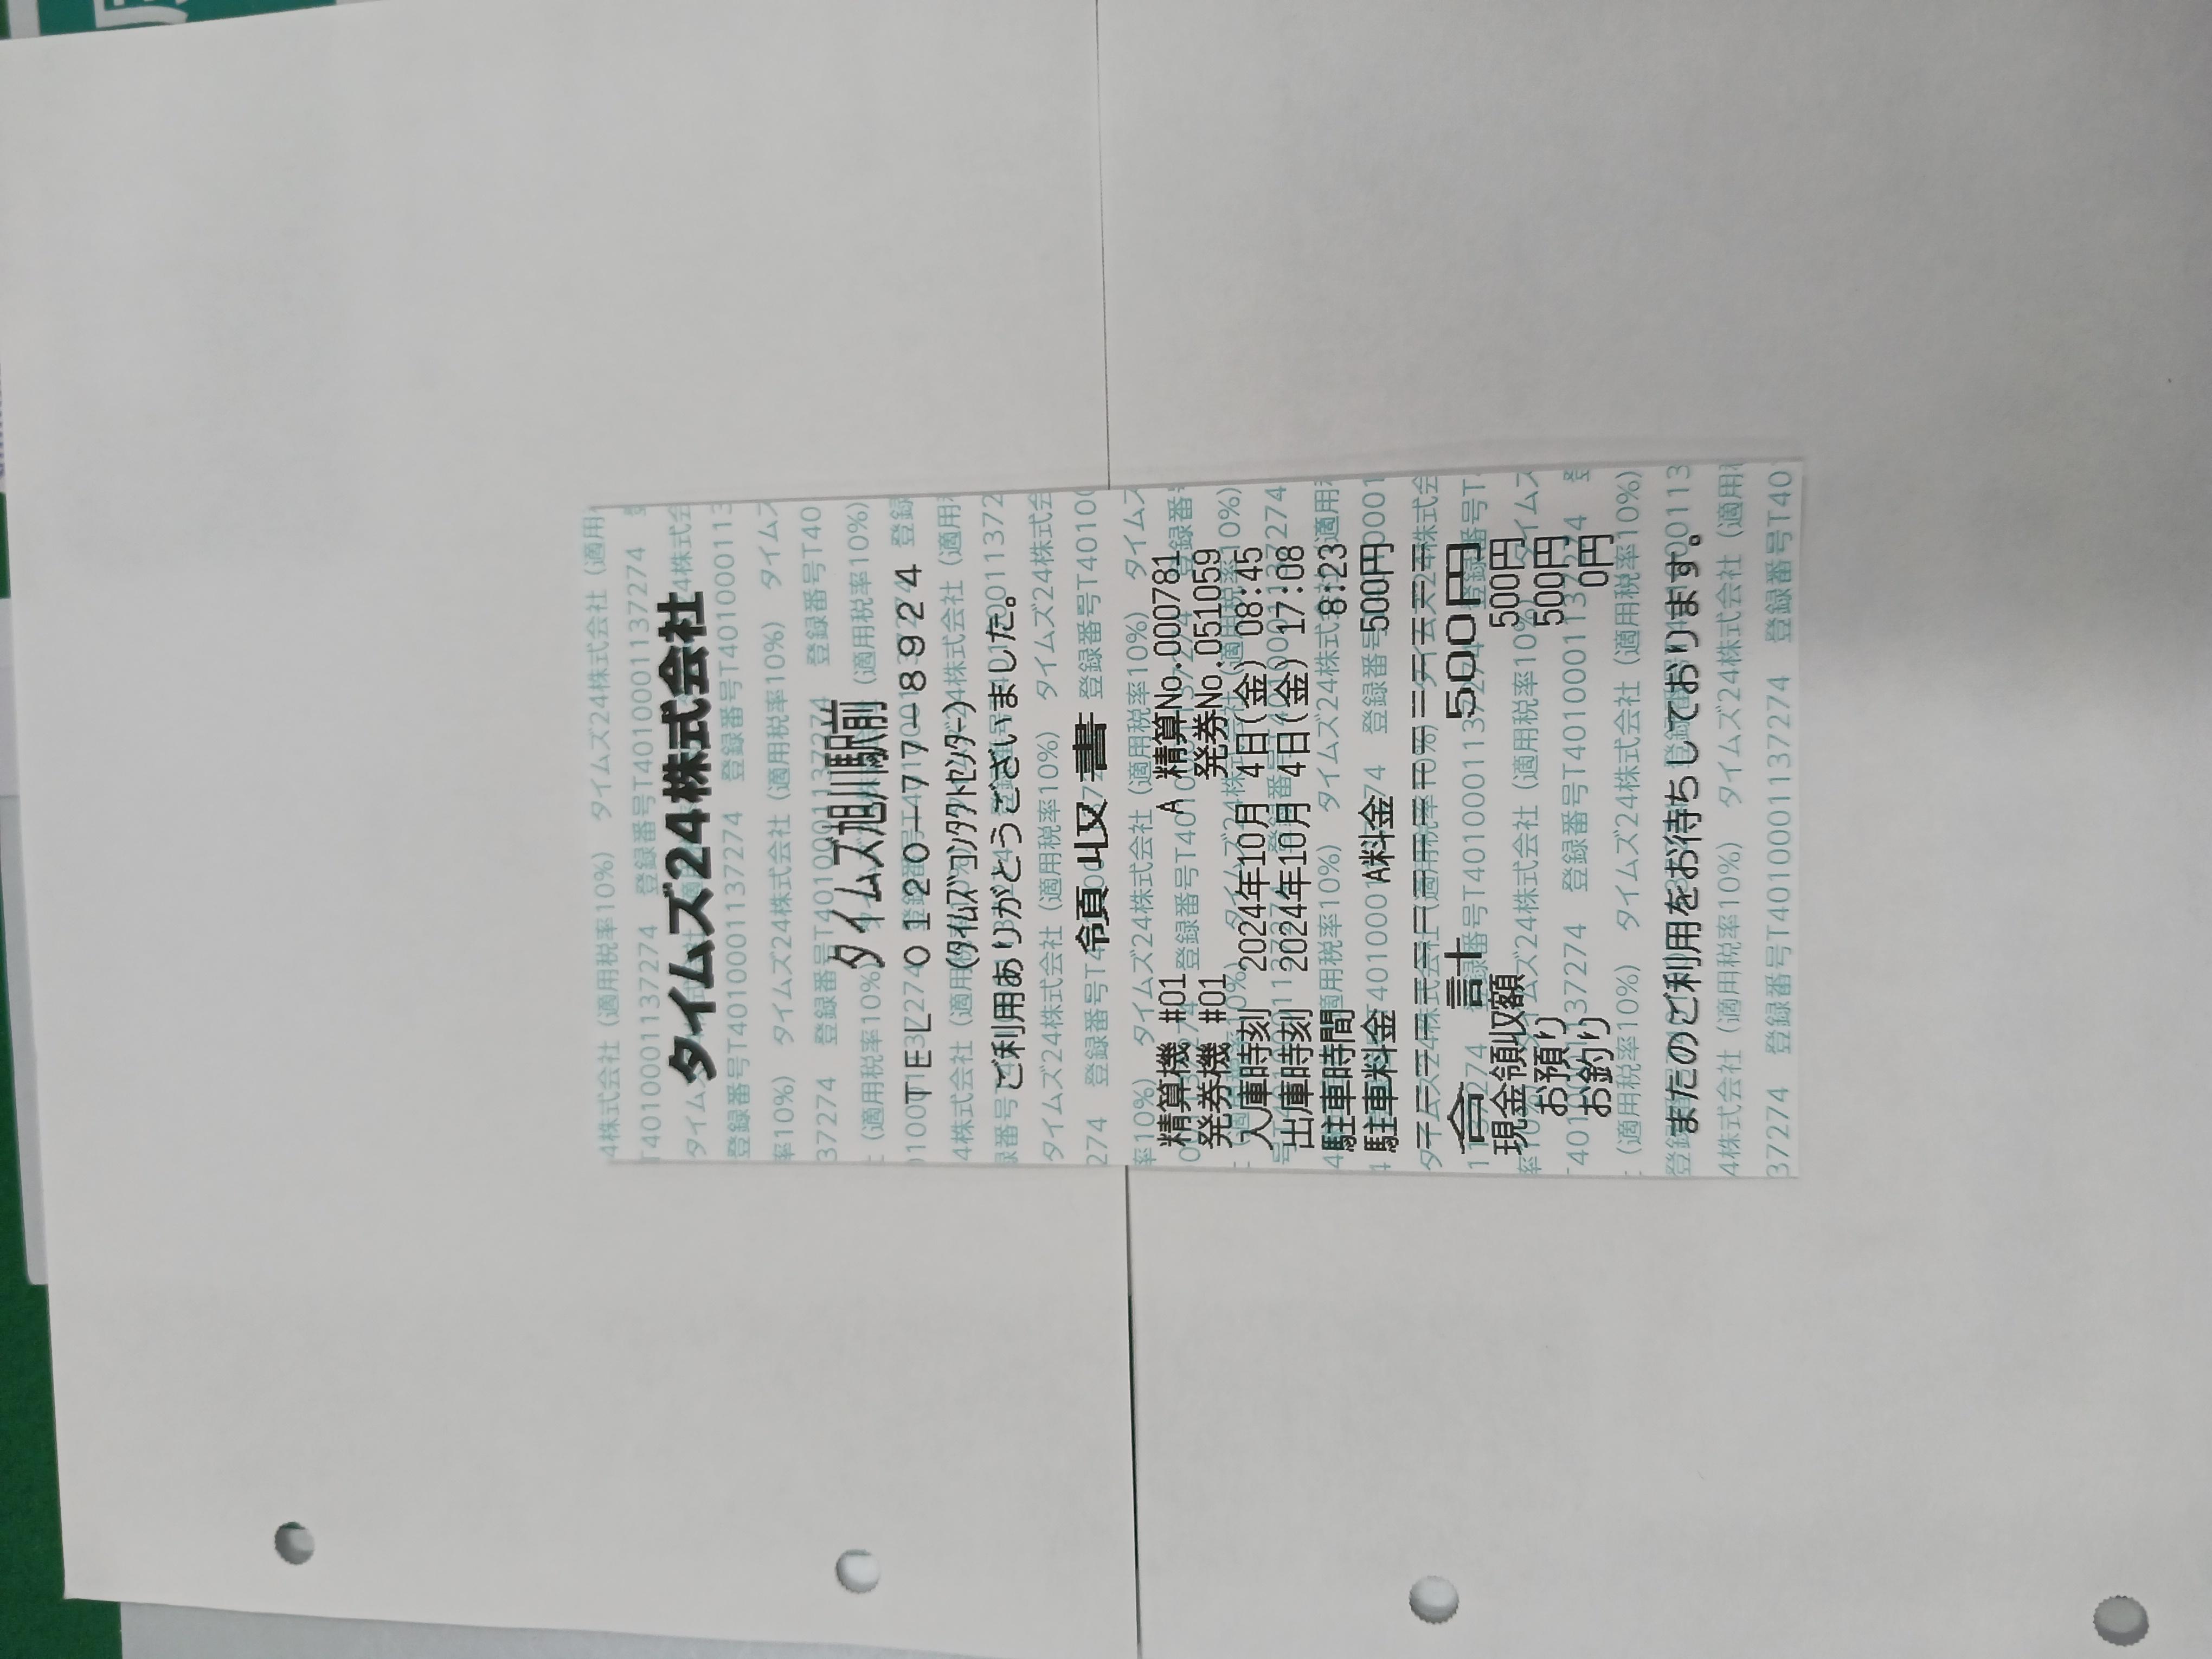 タイムズ24株式会社
タイムズ旭川駅前
TEL 0120-717-8924
(タイムズコンタクトセンター)
ご利用ありがとうございました。
領収書
精算機 #01 A 精算No.000781
発券機 #01 発券No.051059
入庫時刻 2024年10月 4日(金) 08:45
出庫時刻 2024年10月 4日(金) 17:08
駐車時間 8:23
駐車料金 A料金 500円
合計 500円
現金領収額 500円
お預り 500円
お釣り 0円
またのご利用をお待ちしております。
タイムズ24株式会社(適用税率10%) 登録番号T4010001137274